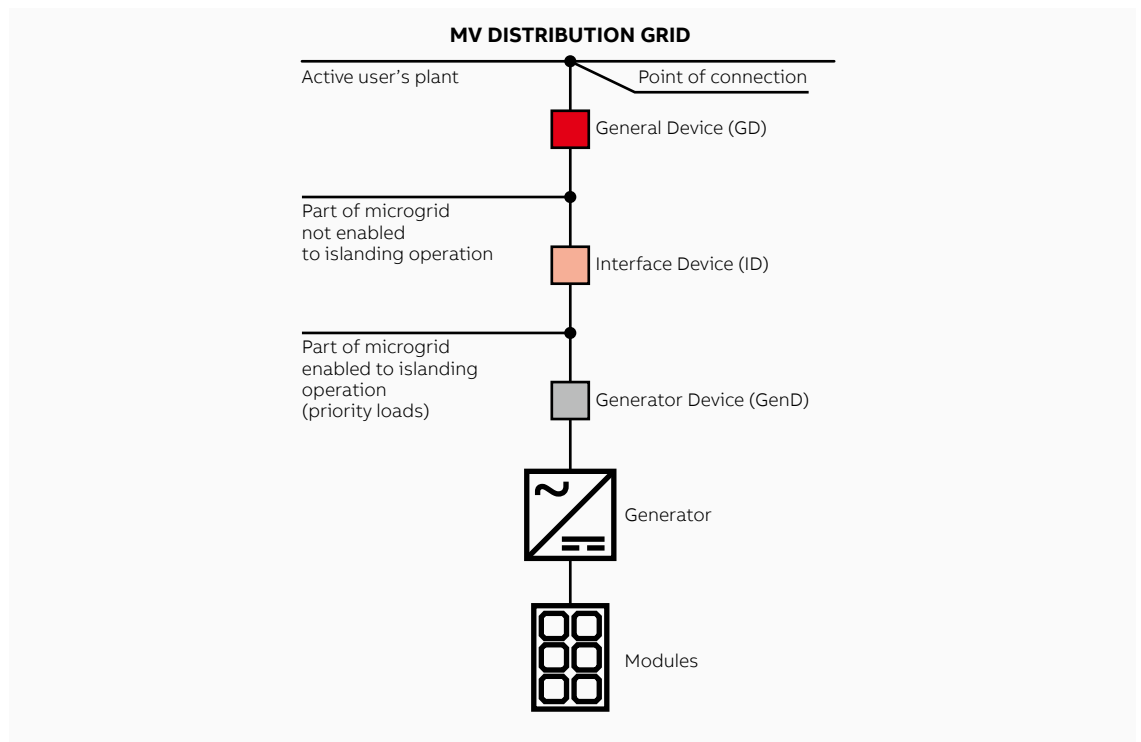 MV DISTRIBUTION GRID
Active user's plant
Point of connection
General Device (GD)
Part of microgrid
not enabled
to islanding operation
Interface Device (ID)
Part of microgrid
enabled to islanding
operation
(priority loads)
Generator Device (GenD)
Generator
Modules